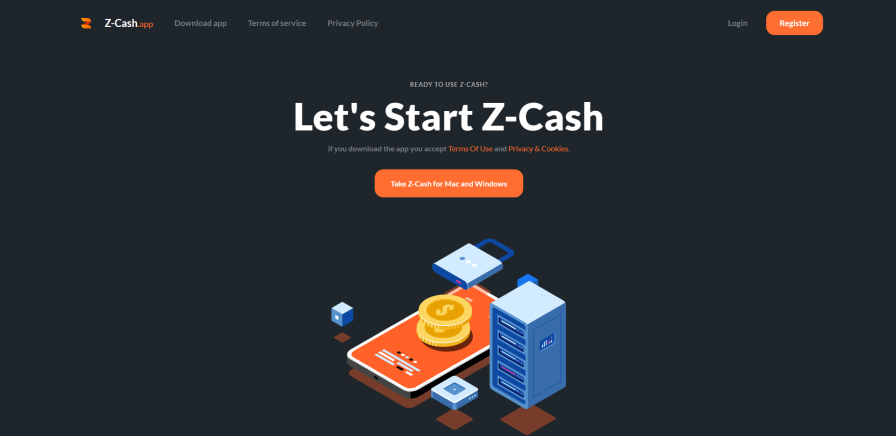 Z-Cash.app
Download app
Terms of service
Privacy Policy
Login
Register
READY TO USE Z-CASH?
Let's Start Z-Cash
If you download the app you accept Terms Of Use and Privacy & Cookies.
Take Z-Cash for Mac and Windows